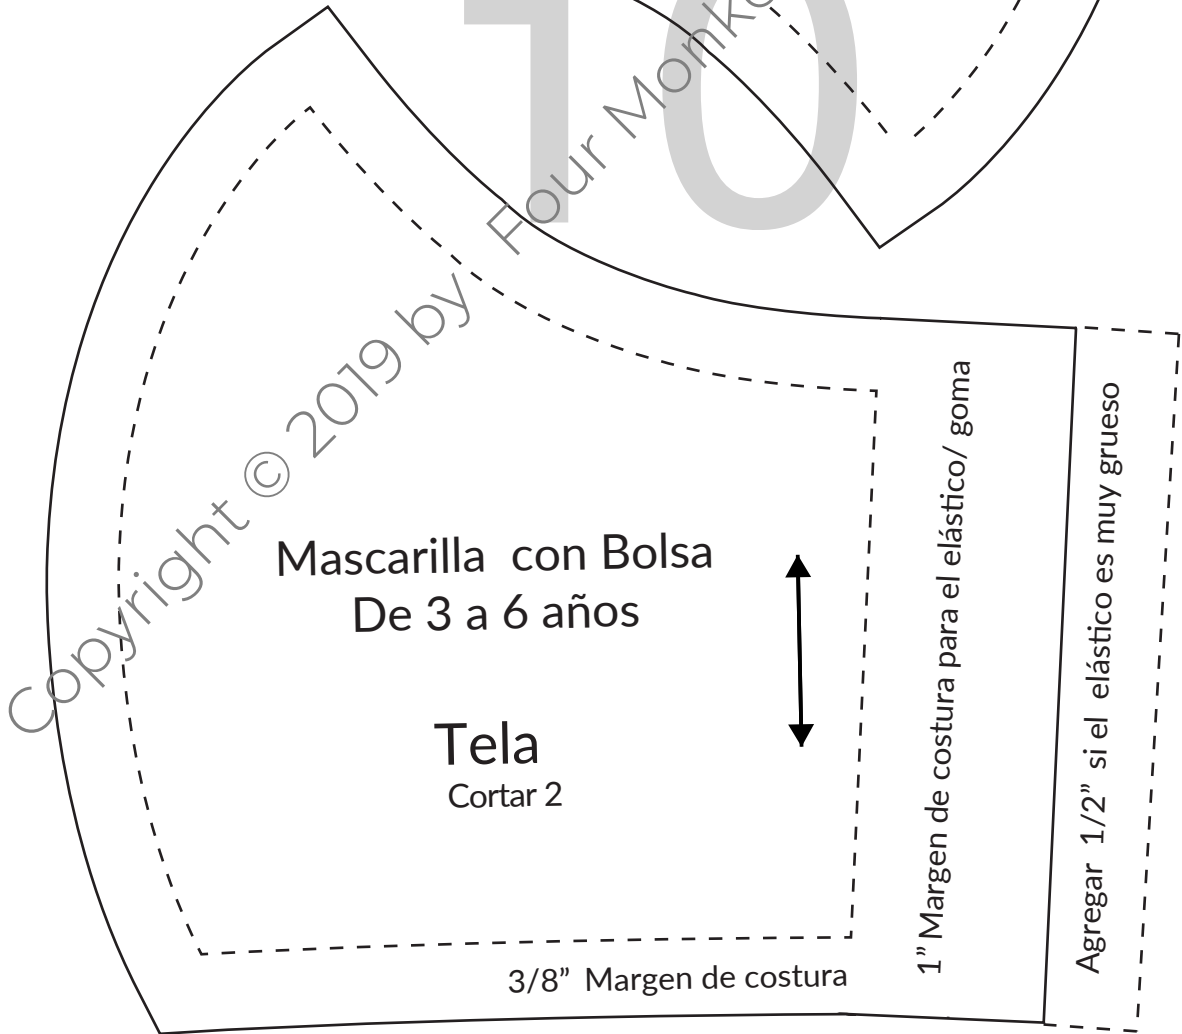 10
Copyright © 2019 by Four
Mascarilla con Bolsa
De 3 a 6 años
Tela
Cortar 2
3/8” Margen de costura
1” Margen de costura para el elástico/ goma
Agregar 1/2” si el elástico es muy grueso